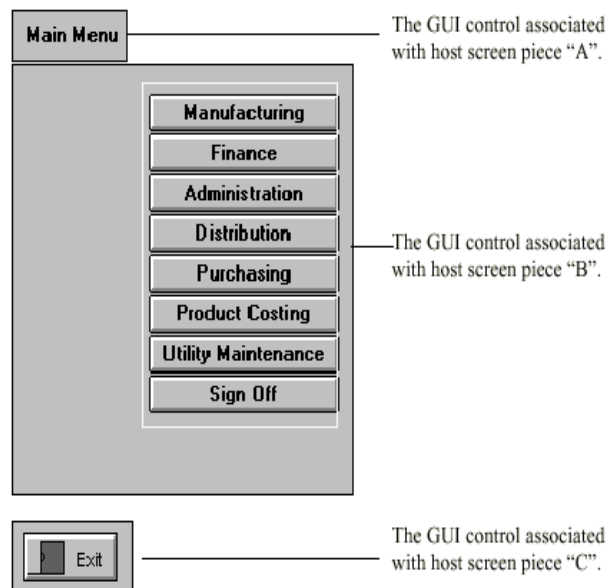 Main Menu
The GUI control associated
with host screen piece “A”.
Manufacturing
Finance
Administration
Distribution
Purchasing
Product Costing
Utility Maintenance
Sign Off
The GUI control associated
with host screen piece “B”.
Exit
The GUI control associated
with host screen piece “C”.